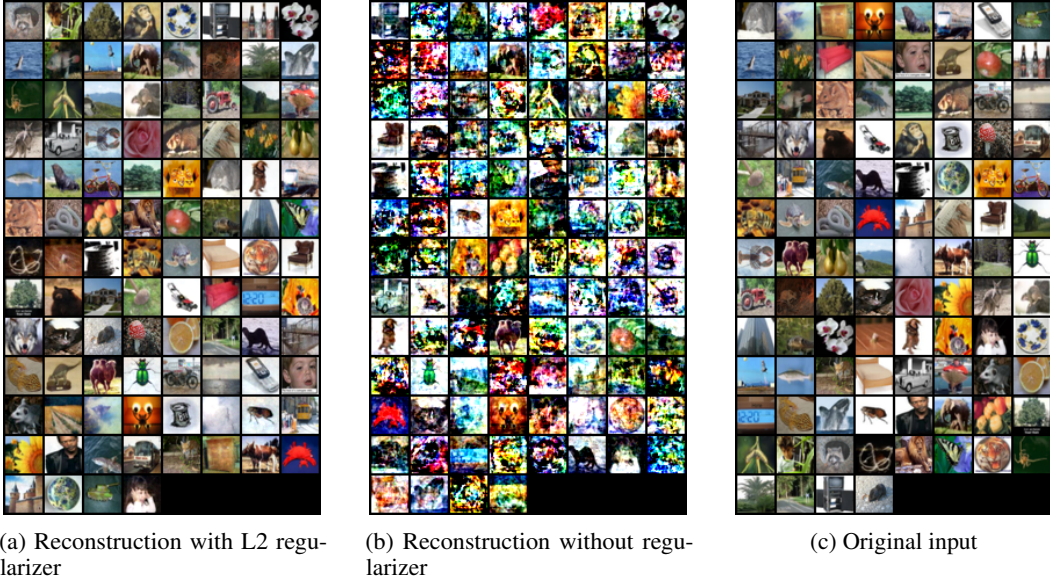 (a) Reconstruction with L2 regu-
larizer
(b) Reconstruction without regu-
larizer
(c) Original input